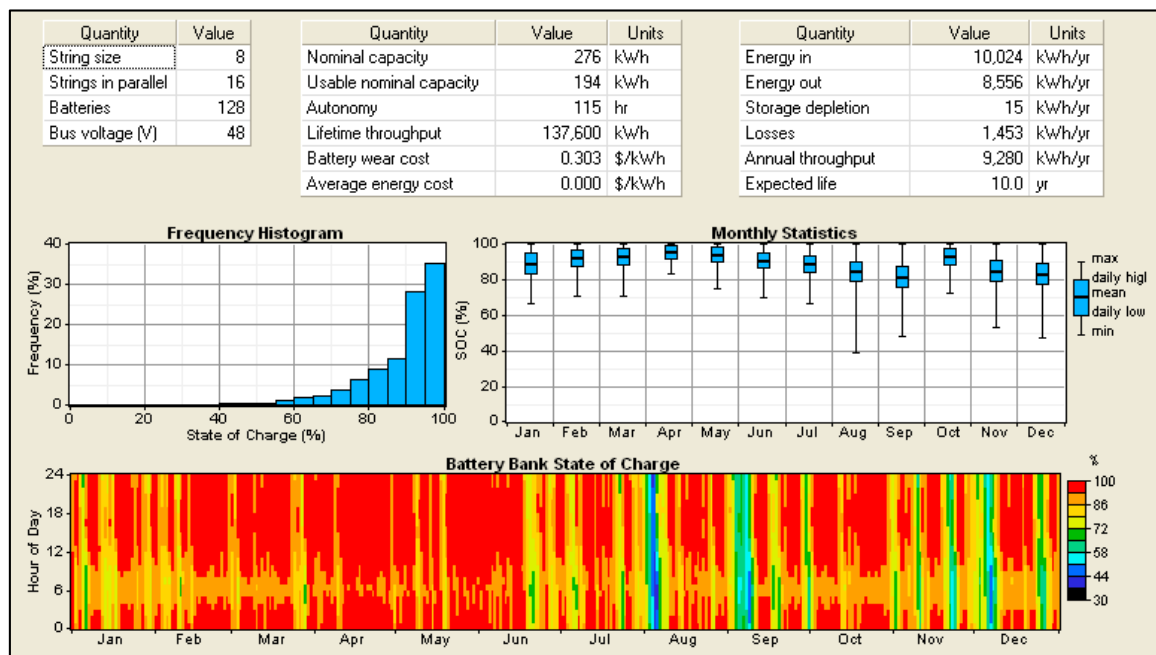 Quantity Value
String size 8
Strings in parallel 16
Batteries 128
Bus voltage (V) 48
Quantity Value Units
Nominal capacity 276 kWh
Usable nominal capacity 194 kWh
Autonomy 115 hr
Lifetime throughput 137,600 kWh
Battery wear cost 0.303 $/kWh
Average energy cost 0.000 $/kWh
Quantity Value Units
Energy in 10,024 kWh/yr
Energy out 8,556 kWh/yr
Storage depletion 15 kWh/yr
Losses 1,453 kWh/yr
Annual throughput 9,280 kWh/yr
Expected life 10.0 yr
Frequency Histogram
Frequency (%)
40
30
20
10
0
0 20 40 60 80 100
State of Charge (%)
Monthly Statistics
SOC (%)
100
80
60
40
20
0
Jan Feb Mar Apr May Jun Jul Aug Sep Oct Nov Dec
max
daily higl
mean
daily low
min
Battery Bank State of Charge
Hour of Day
24
18
12
6
0
Jan Feb Mar Apr May Jun Jul Aug Sep Oct Nov Dec
%
100
86
72
58
44
30